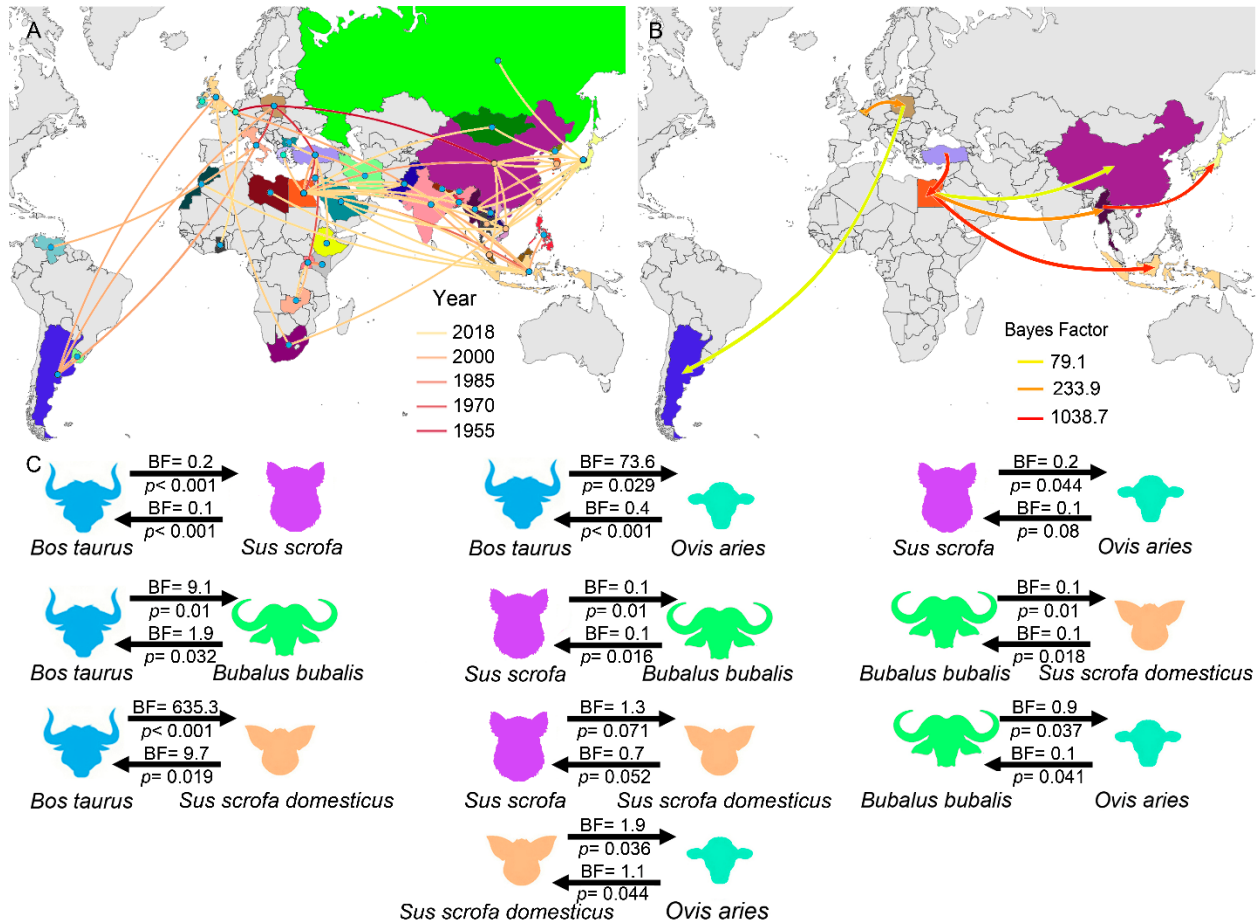 A
Year
2018
2000
1985
1970
1955
B
Bayes Factor
79.1
233.9
1038.7
C
BF= 0.2
p< 0.001
BF= 0.1
p< 0.001
Bos taurus
Sus scrofa
BF= 73.6
p= 0.029
BF= 0.4
p< 0.001
Bos taurus
Ovis aries
BF= 0.2
p= 0.044
BF= 0.1
p= 0.08
Sus scrofa
Ovis aries
BF= 9.1
p= 0.01
BF= 1.9
p= 0.032
Bos taurus
Bubalus bubalis
BF= 0.1
p= 0.01
BF= 0.1
p= 0.016
Sus scrofa
Bubalus bubalis
BF= 0.1
p= 0.01
BF= 0.1
p= 0.018
Bubalus bubalis
Sus scrofa domesticus
BF= 635.3
p< 0.001
BF= 9.7
p= 0.019
Bos taurus
Sus scrofa domesticus
BF= 1.3
p= 0.071
BF= 0.7
p= 0.052
Sus scrofa
Sus scrofa domesticus
BF= 0.9
p= 0.037
BF= 0.1
p= 0.041
Bubalus bubalis
Ovis aries
BF= 1.9
p= 0.036
BF= 1.1
p= 0.044
Sus scrofa domesticus
Ovis aries